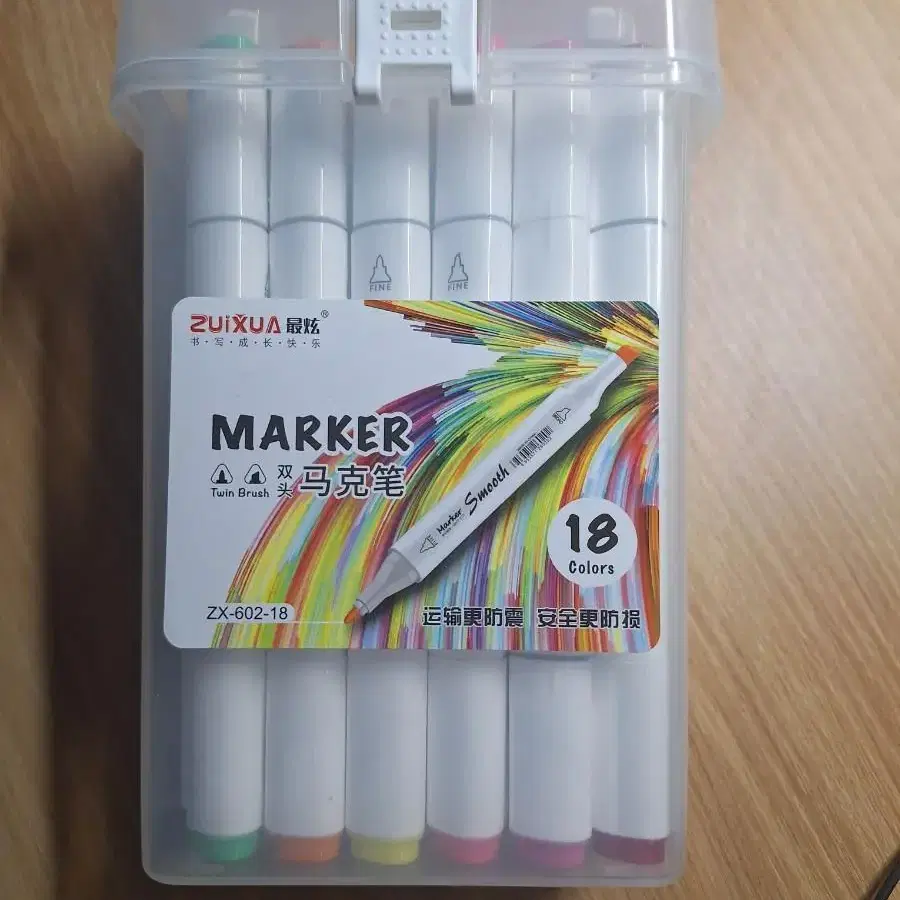 FINE
FINE
ZUiXUA 最炫®
书·写·成·长·快·乐
MARKER
Twin Brush 双头 马克笔
Marker Smooth
18
Colors
ZX-602-18
运输更防震 安全更防损